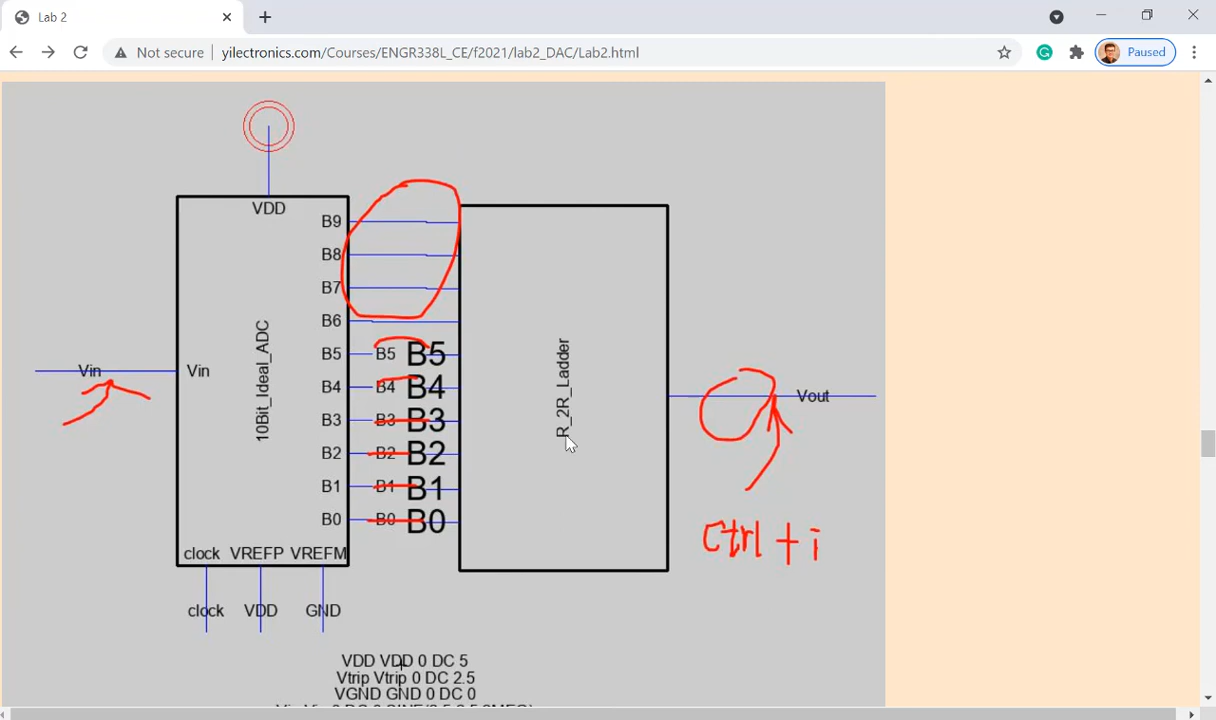 Lab 2
Not secure yilectronics.com/Courses/ENGR338L_CE/f2021/lab2_DAC/Lab2.html Paused
VDD
B9
B8
B7
B6
B5 B5 B5
Vin Vin
B4 B4 B4
Vout
B3 B3 B3
B2 B2 B2
B1 B1 B1
B0 B0 B0
10Bit_Ideal_ADC
R_2R_Ladder
Ctrl + i
clock VREFP VREFM
clock VDD GND
VDD VDD 0 DC 5
Vtrip Vtrip 0 DC 2.5
VGND GND 0 DC 0